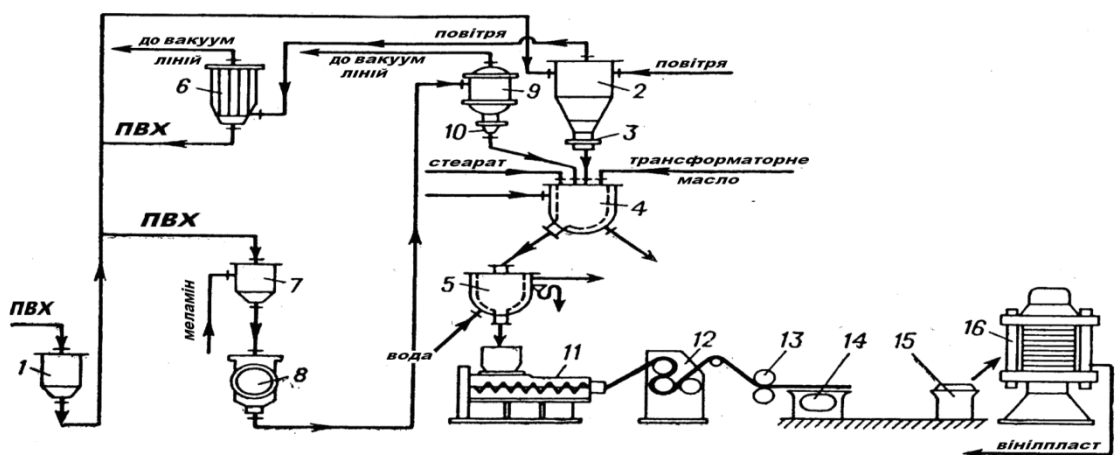 повітря
до вакуум
ліній
до вакуум
ліній
повітря
6
9
2
10
3
ПВХ
стеарат
трансформаторне
масло
4
ПВХ
7
5
меламін
ПВХ
вода
1
8
11
12
13
14
15
16
вінілпласт